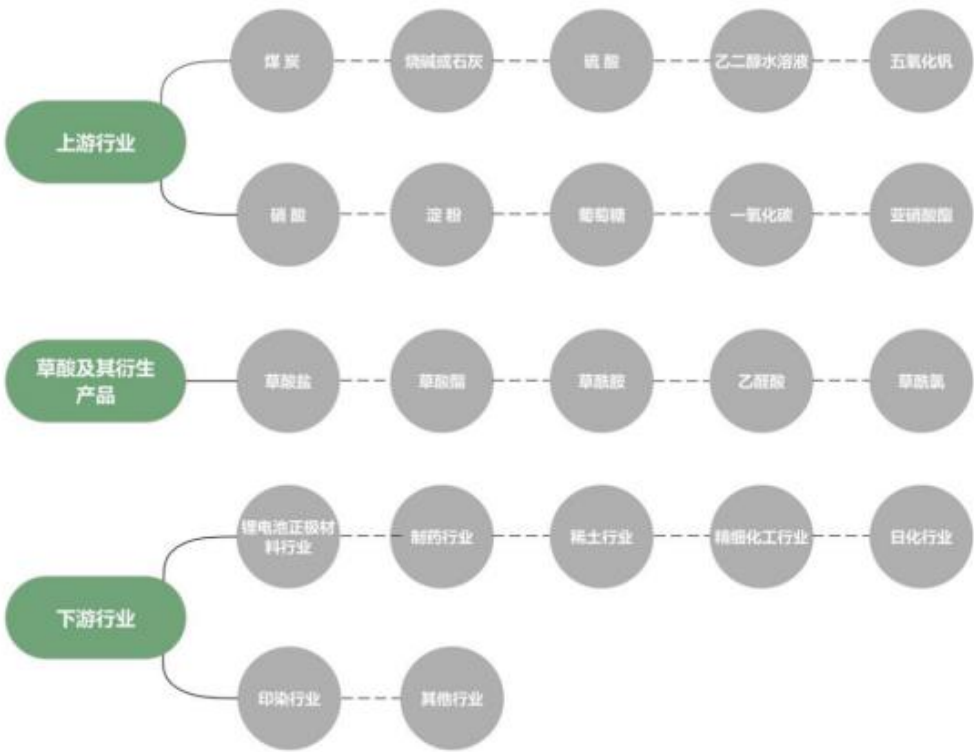 煤炭
烧碱或石灰
硫酸
乙二醇水溶液
五氧化钒
上游行业
硝酸
淀粉
葡萄糖
一氧化碳
亚硝酸酯
草酸及其衍生
产品
草酸盐
草酸酯
草酰胺
乙醛酸
草酰氯
锂电池正极材
料行业
制药行业
稀土行业
精细化工行业
日化行业
下游行业
印染行业
其他行业